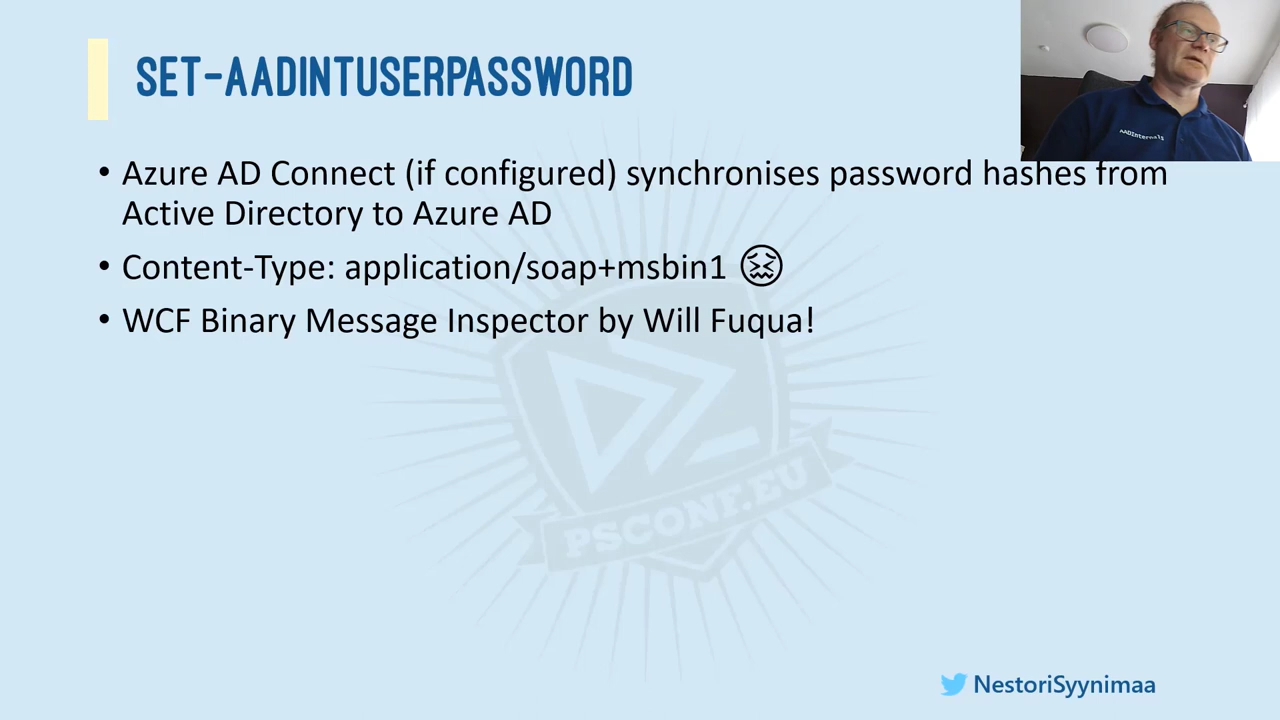 SET-AADINTUSERPASSWORD
AADInternals
• Azure AD Connect (if configured) synchronises password hashes from
Active Directory to Azure AD
• Content-Type: application/soap+msbin1 😖
• WCF Binary Message Inspector by Will Fuqua!
PSCONF.EU
NestoriSyynimaa